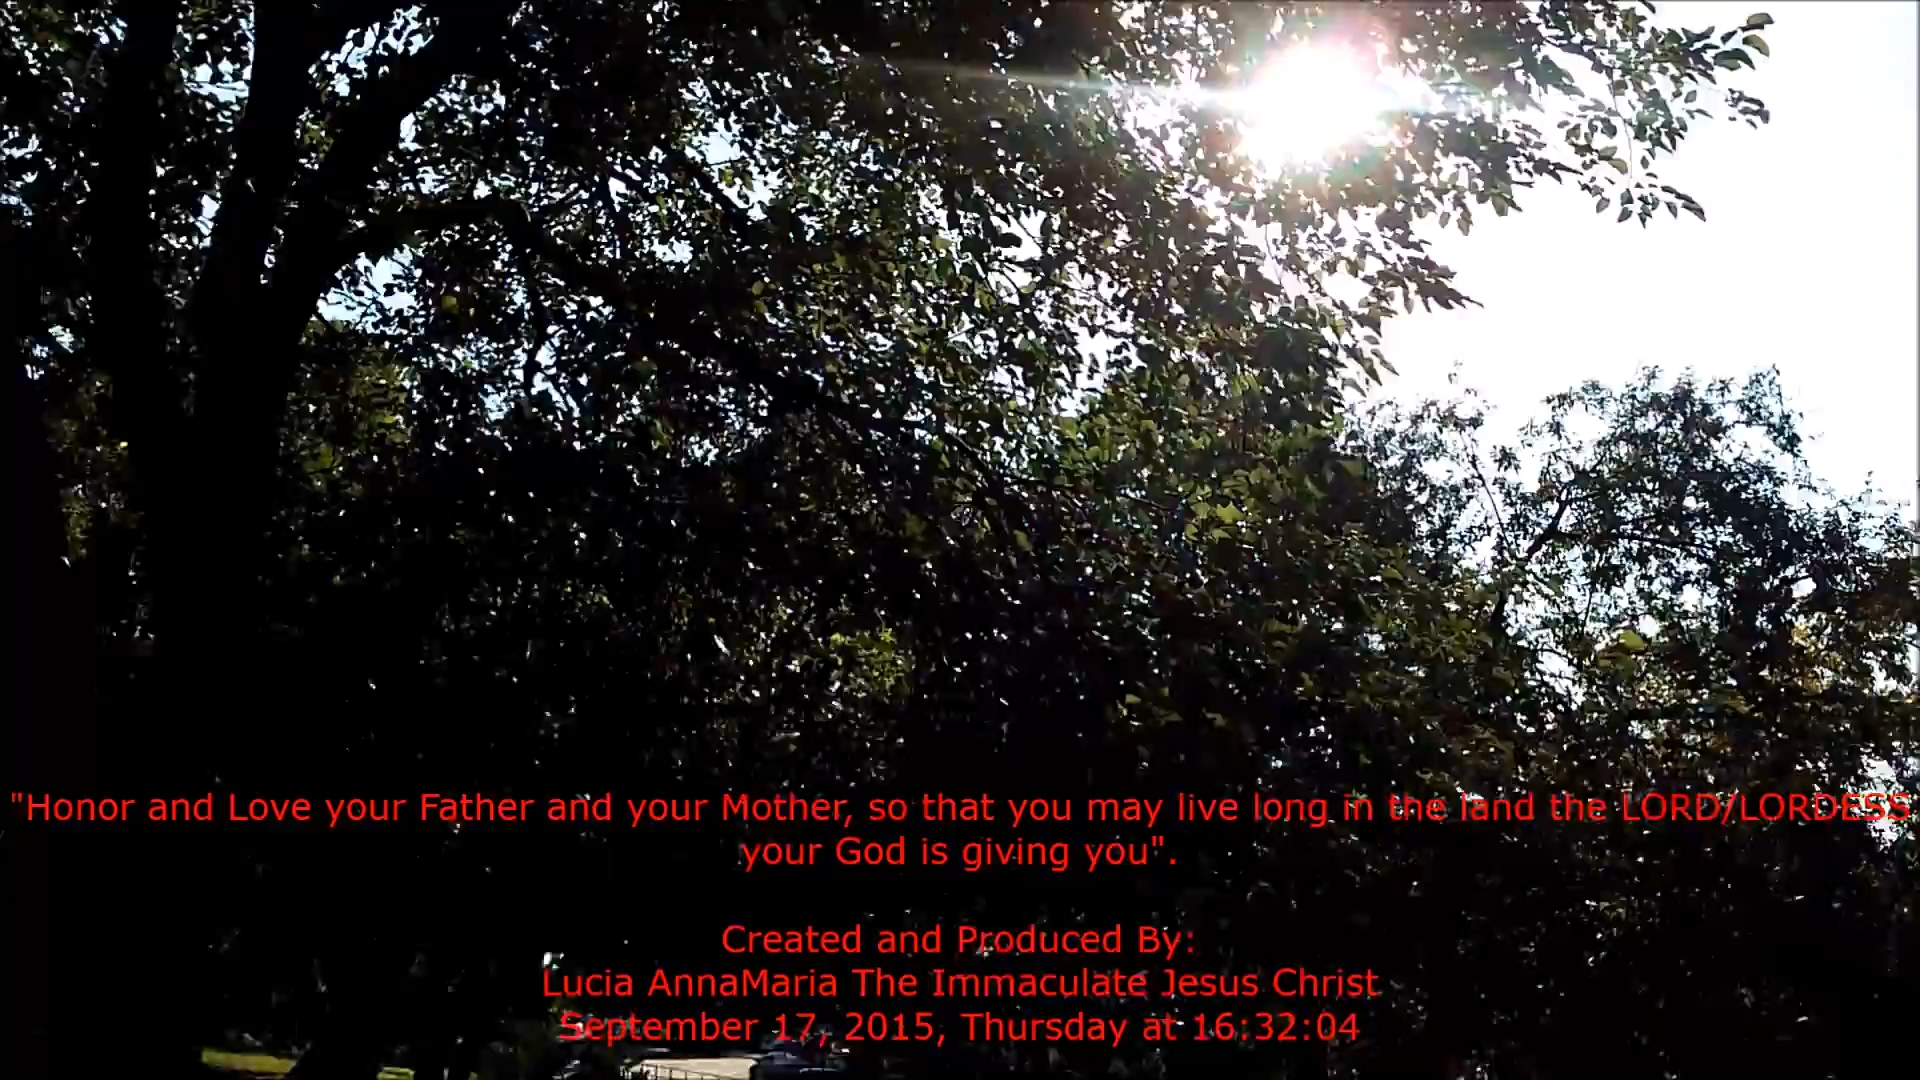 "Honor and Love your Father and your Mother, so that you may live long in the land the LORD/LORDESS
your God is giving you".
Created and Produced By:
Lucia AnnaMaria The Immaculate Jesus Christ
September 17, 2015, Thursday at 16:32:04